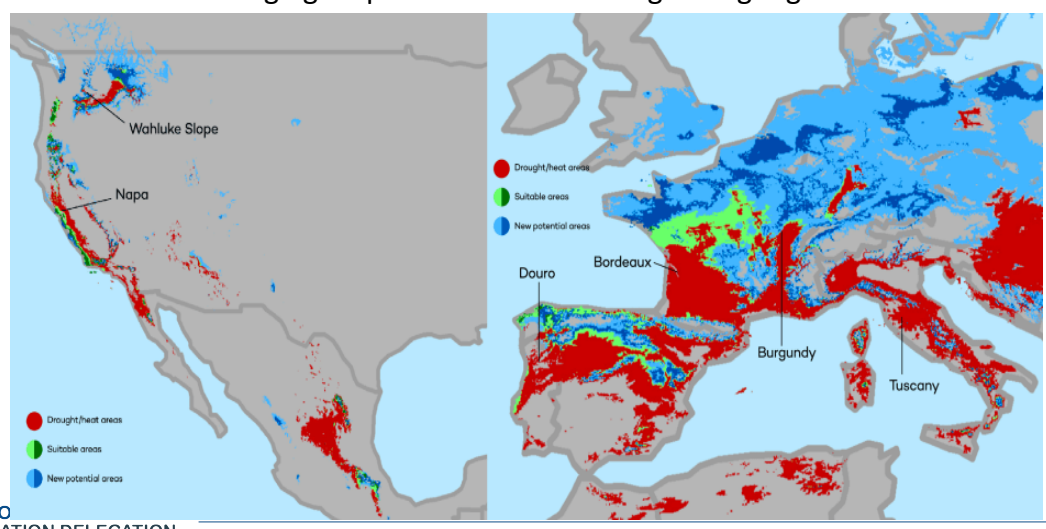 Wahluke Slope
Napa
Drought/heat areas
Suitable areas
New potential areas
Drought/heat areas
Suitable areas
New potential areas
Bordeaux
Douro
Burgundy
Tuscany
DELEGATION